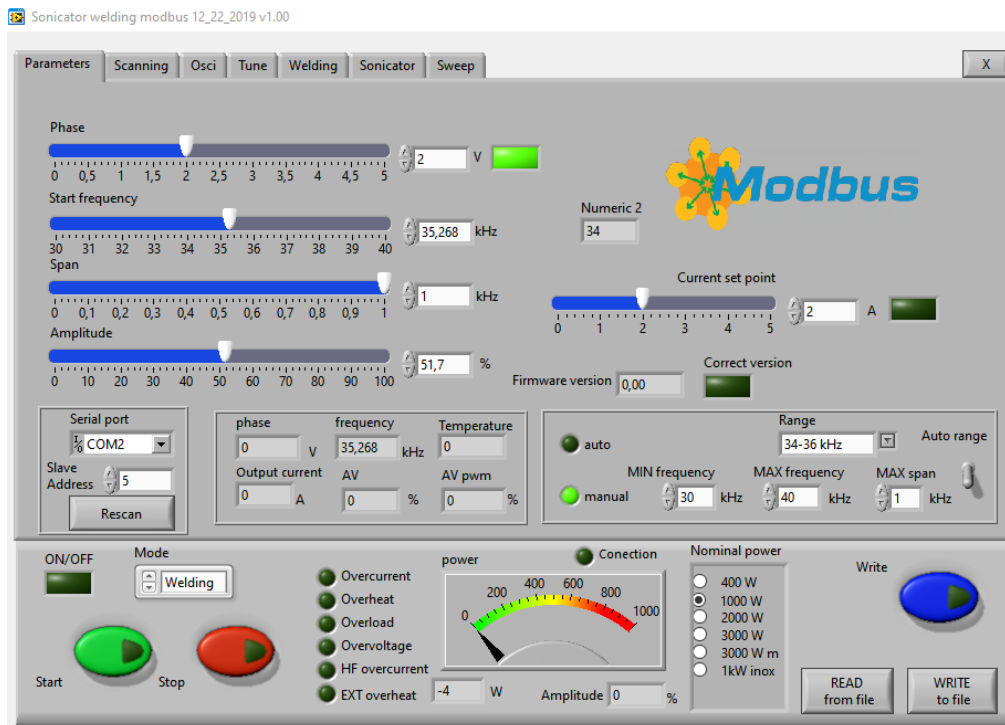 Sonicator welding modbus 12_22_2019 v1.00
Parameters Scanning Osci Tune Welding Sonicator Sweep X
Phase
2 V
0 0,5 1 1,5 2 2,5 3 3,5 4 4,5 5
Modbus
Start frequency
35,268 kHz
30 31 32 33 34 35 36 37 38 39 40
Numeric 2
34
Span
1 kHz
0 0,1 0,2 0,3 0,4 0,5 0,6 0,7 0,8 0,9 1
Current set point
2 A
0 1 2 3 4 5
Amplitude
51,7 %
0 10 20 30 40 50 60 70 80 90 100
Correct version
Firmware version 0,00
Serial port
I/O COM2
Slave
Address 5
Rescan
phase frequency Temperature
0 V 35,268 kHz 0
Output current AV AV pwm
0 A 0 % 0 %
Range
auto 34-36 kHz Auto range
MIN frequency MAX frequency MAX span
manual 30 kHz 40 kHz 1 kHz
ON/OFF
Mode
Welding
Start Stop
Overcurrent
Overheat
Overload
Overvoltage
HF overcurrent
EXT overheat
Conection
power
0 200 400 600 800 1000
-4 W
Amplitude 0 %
Nominal power
400 W
1000 W
2000 W
3000 W
3000 W m
1kW inox
Write
READ
from file
WRITE
to file